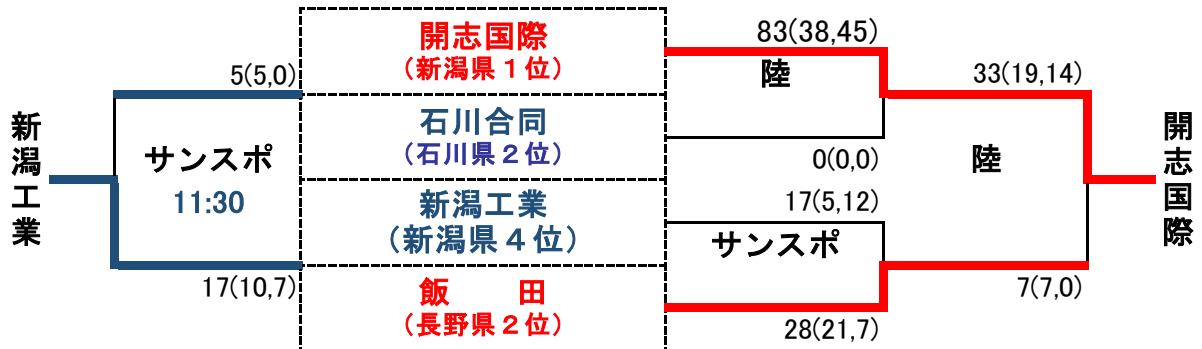 新潟工業
5(5,0)
サンスポ
11:30
17(10,7)
開志国際
(新潟県1位)
石川合同
(石川県2位)
新潟工業
(新潟県4位)
飯 田
(長野県2位)
83(38,45)
陸
0(0,0)
17(5,12)
サンスポ
28(21,7)
33(19,14)
陸
7(7,0)
開志国際